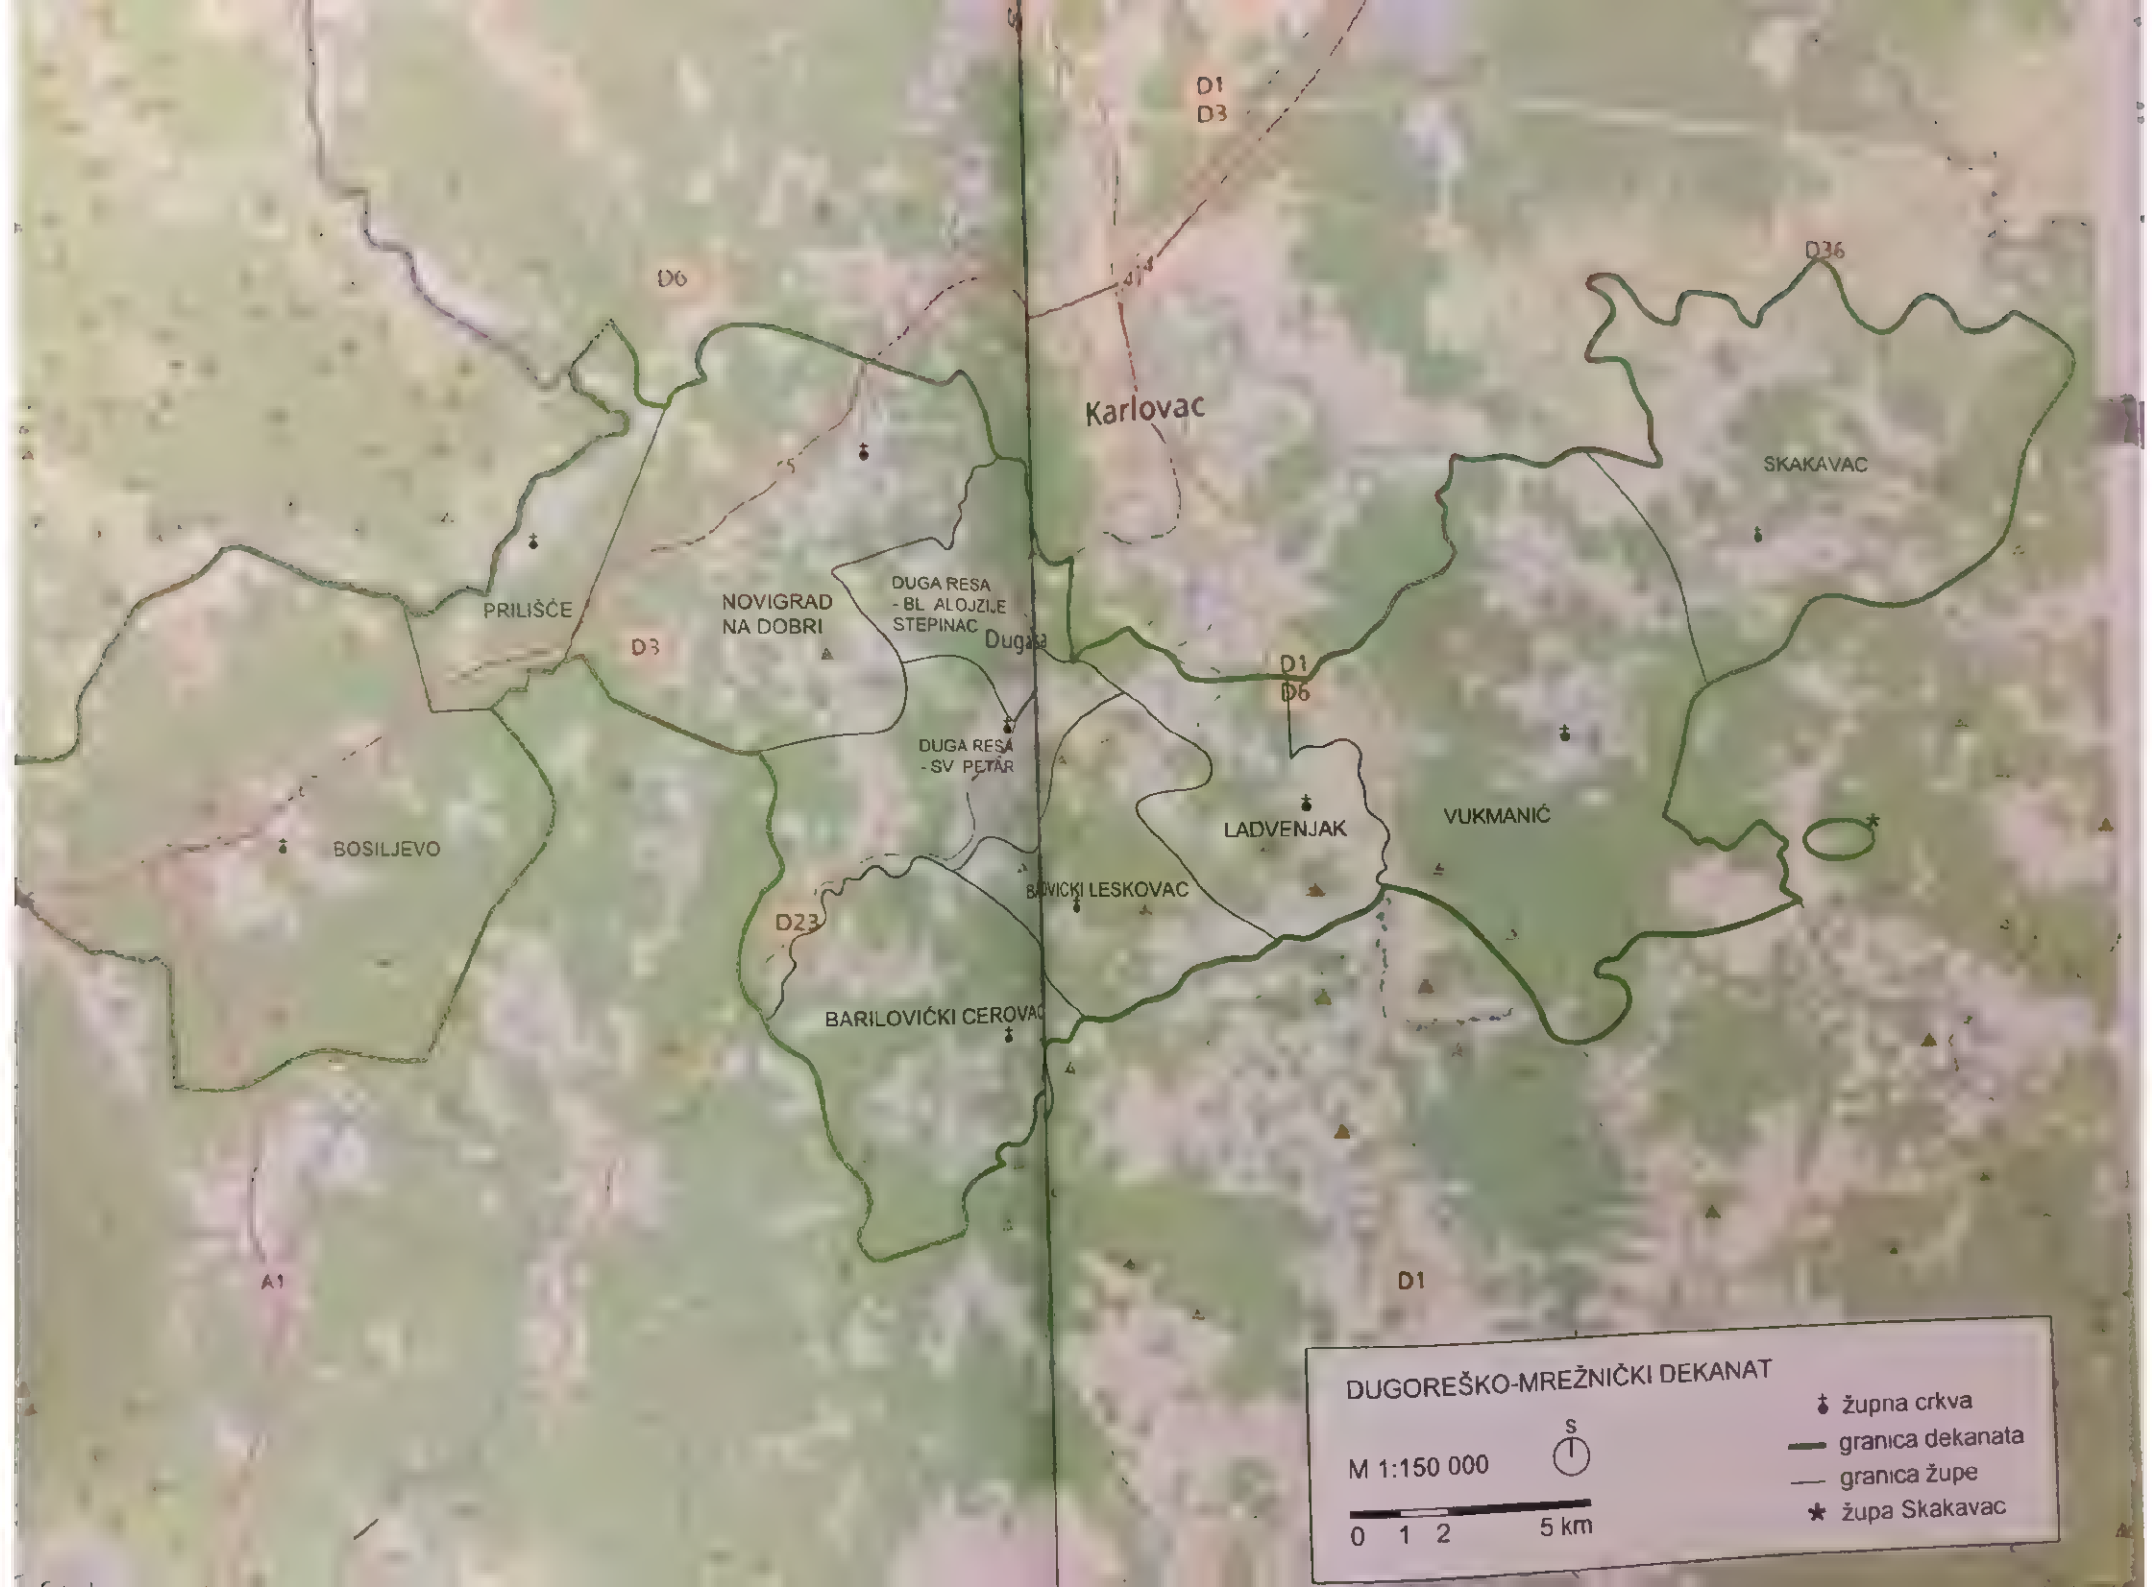 D1
D3
D36
D6
Karlovac
SKAKAVAC
5
DUGA RESA
- BL ALOJZIJE
STEPINAC
NOVIGRAD
NA DOBRI
PRILIŠĆE
D3
D1
D6
DUGA RESA
- SV PETAR
VUKMANIĆ
LADVENJAK
BOSILJEVO
LESKOVAC
D23
BARILOVIĆKI CEROVAC
A1
D1
DUGOREŠKO-MREŽNIČKI DEKANAT
S
M 1:150 000
0 1 2 5 km
župna crkva
granica dekanata
granica župe
* župa Skakavac